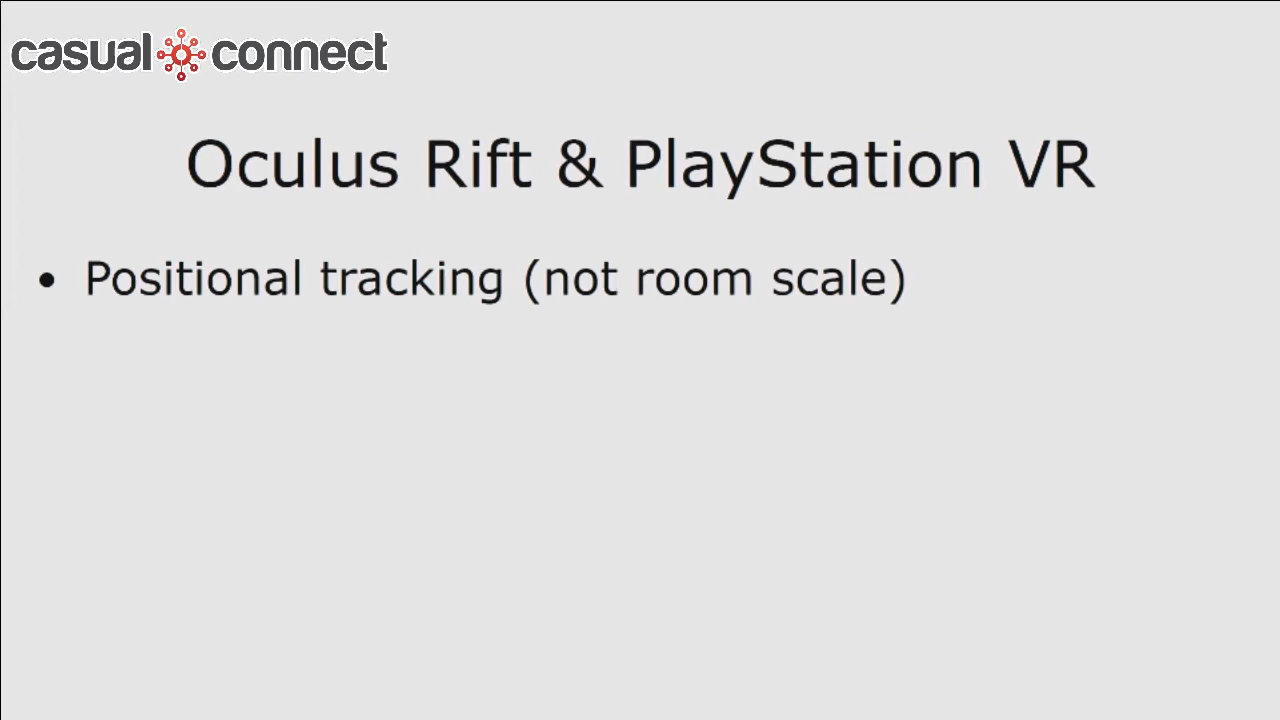 casual connect
Oculus Rift & PlayStation VR
• Positional tracking (not room scale)